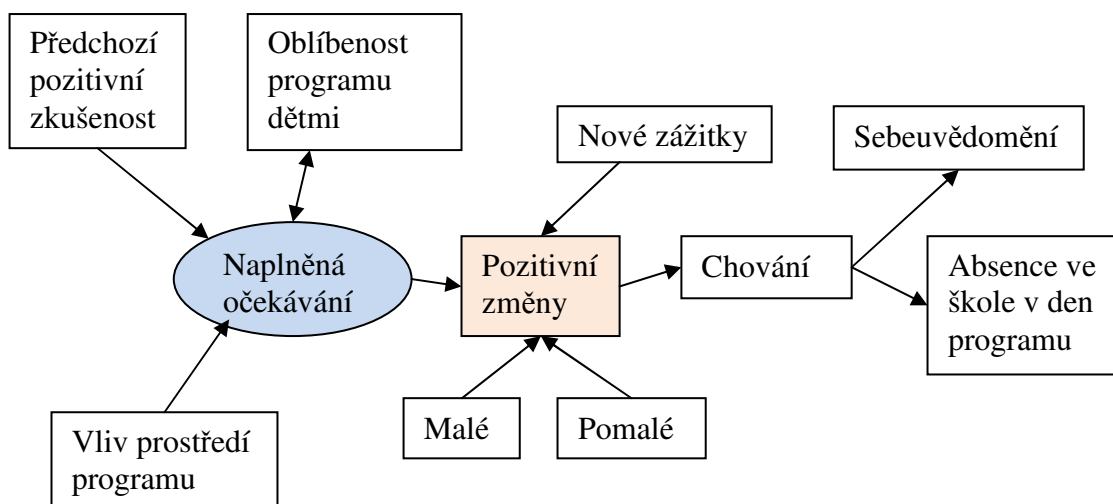 Předchozí
pozitivní
zkušenost
Oblíbenost
programu
dětmi
Nové zážitky
Sebeuvědomění
Naplněná
očekávání
Pozitivní
změny
Chování
Absence ve
škole v den
programu
Vliv prostředí
programu
Malé
Pomalé